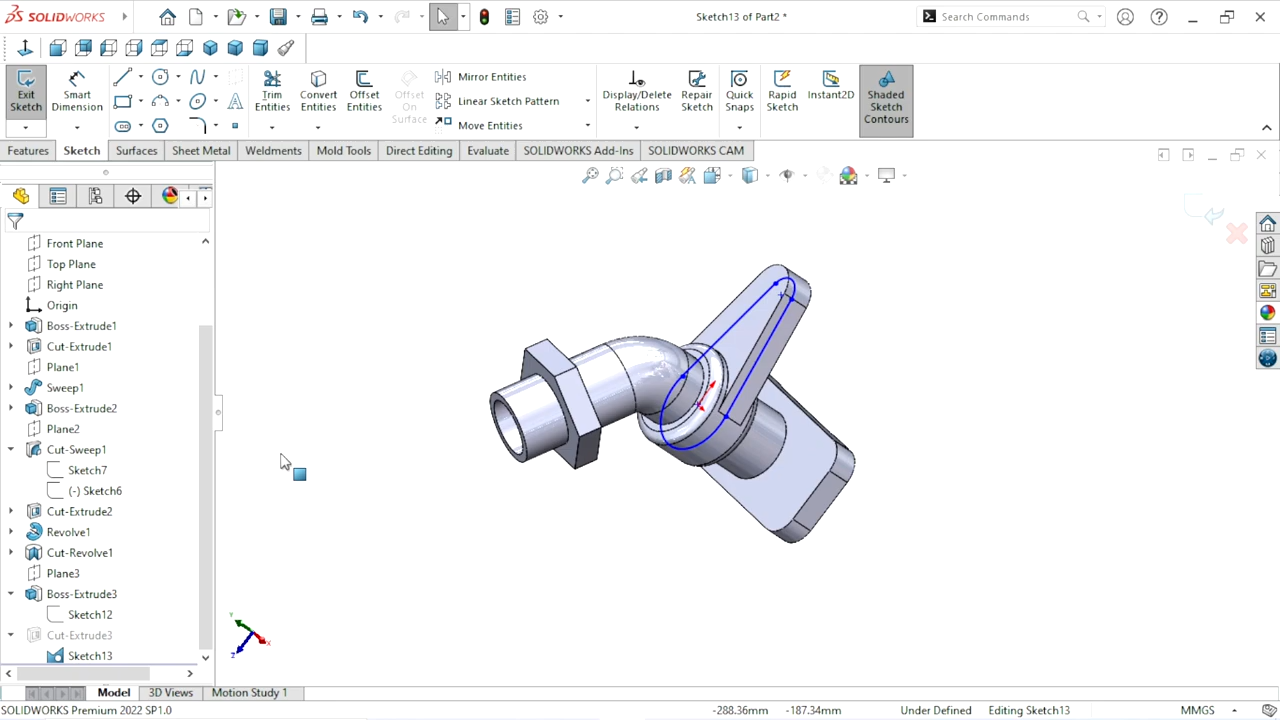 SOLIDWORKS
Sketch13 of Part2 *
Search Commands
Exit Sketch
Smart Dimension
Trim Entities
Convert Entities
Offset Entities
Offset On Surface
Mirror Entities
Linear Sketch Pattern
Move Entities
Display/Delete Relations
Repair Sketch
Quick Snaps
Rapid Sketch
Instant2D
Shaded Sketch Contours
Features
Sketch
Surfaces
Sheet Metal
Weldments
Mold Tools
Direct Editing
Evaluate
SOLIDWORKS Add-Ins
SOLIDWORKS CAM
Front Plane
Top Plane
Right Plane
Origin
Boss-Extrude1
Cut-Extrude1
Plane1
Sweep1
Boss-Extrude2
Plane2
Cut-Sweep1
Sketch7
(-) Sketch6
Cut-Extrude2
Revolve1
Cut-Revolve1
Plane3
Boss-Extrude3
Sketch12
Cut-Extrude3
Sketch13
Y
X
Z
Model
3D Views
Motion Study 1
SOLIDWORKS Premium 2022 SP1.0
-288.36mm
-187.34mm
Under Defined
Editing Sketch13
MMGS